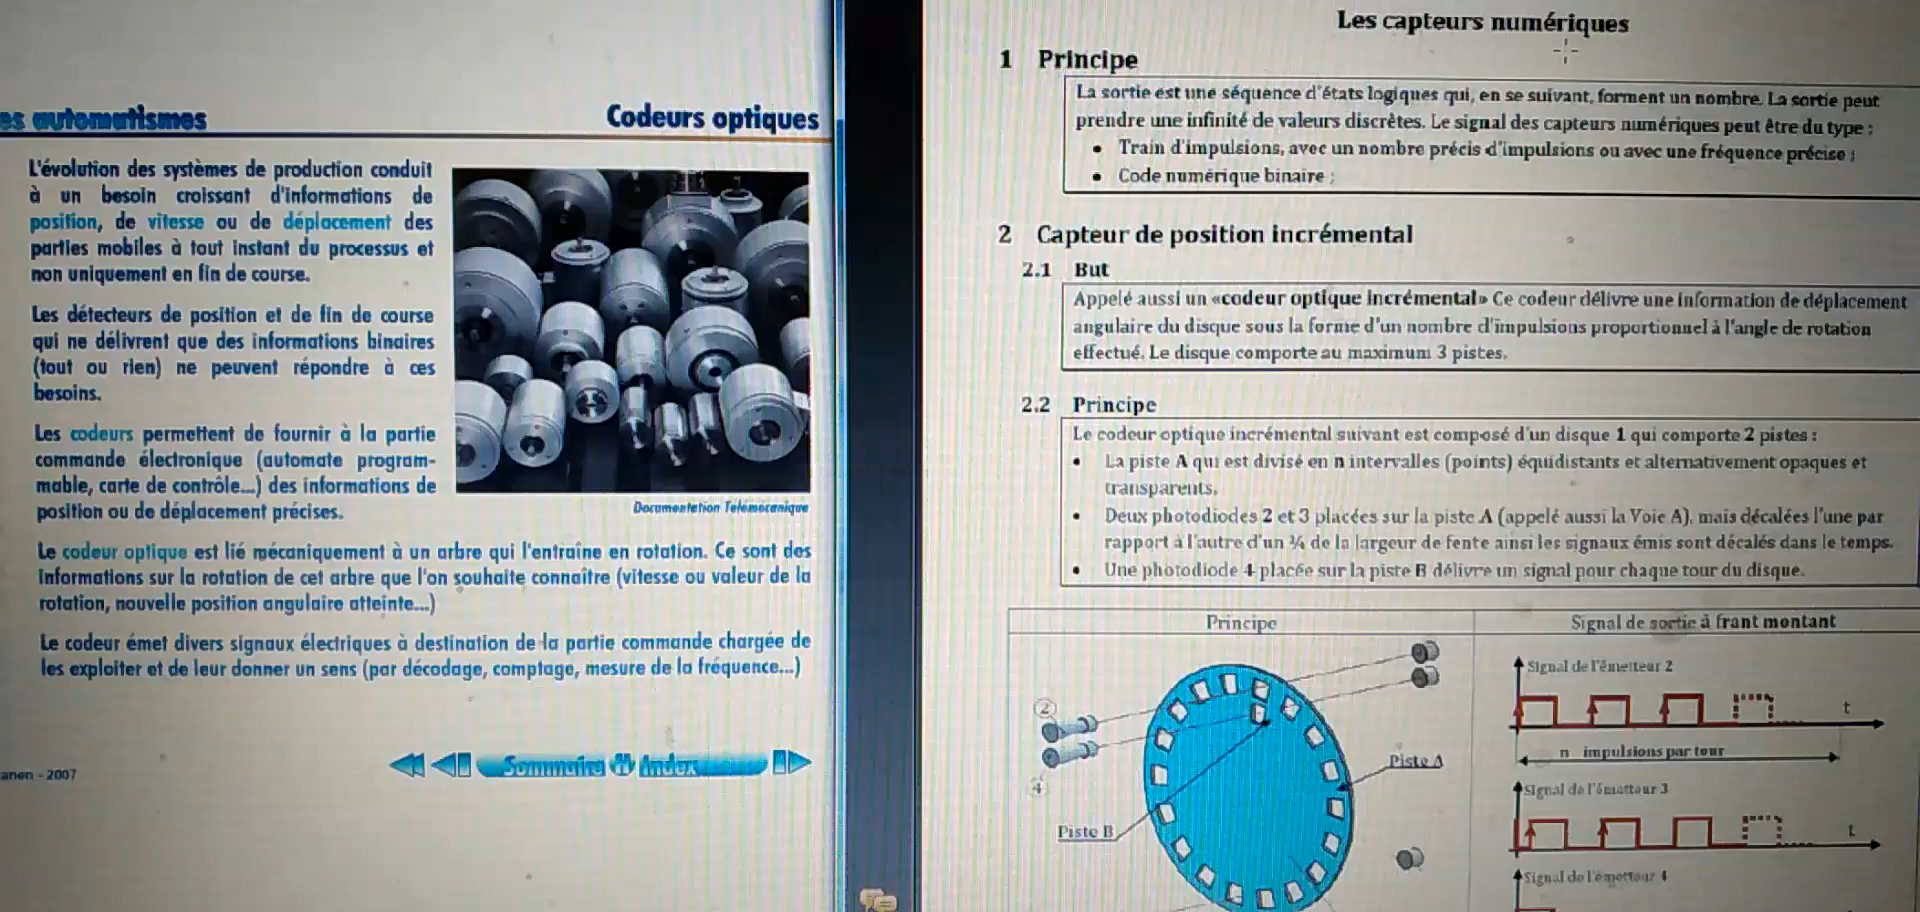 es automatismes
Codeurs optiques
L'évolution des systèmes de production conduit
à un besoin croissant d'informations de
position, de vitesse ou de déplacement des
parties mobiles à tout instant du processus et
non uniquement en fin de course.
Les détecteurs de position et de fin de course
qui ne délivrent que des informations binaires
(tout ou rien) ne peuvent répondre à ces
besoins.
Les codeurs permettent de fournir à la partie
commande électronique (automate program-
mable, carte de contrôle...) des informations de
position ou de déplacement précises.
Documentation Télémecanique
Le codeur optique est lié mécaniquement à un arbre qui l'entraîne en rotation. Ce sont des
informations sur la rotation de cet arbre que l'on souhaite connaître (vitesse ou valeur de la
rotation, nouvelle position angulaire atteinte...)
Le codeur émet divers signaux électriques à destination de la partie commande chargée de
les exploiter et de leur donner un sens (par décodage, comptage, mesure de la fréquence...)
Sommaire Index
anen - 2007
Les capteurs numériques
1 Principe
La sortie est une séquence d'états logiques qui, en se suivant, forment un nombre. La sortie peut
prendre une infinité de valeurs discrètes. Le signal des capteurs numériques peut être du type :
• Train d'impulsions, avec un nombre précis d'impulsions ou avec une fréquence précise ;
• Code numérique binaire ;
2 Capteur de position incrémental
2.1 But
Appelé aussi un «codeur optique incrémental» Ce codeur délivre une information de déplacement
angulaire du disque sous la forme d'un nombre d'impulsions proportionnel à l'angle de rotation
effectué. Le disque comporte au maximum 3 pistes.
2.2 Principe
Le codeur optique incrémental suivant est composé d'un disque 1 qui comporte 2 pistes :
• La piste A qui est divisé en n intervalles (points) équidistants et alternativement opaques et
transparents.
• Deux photodiodes 2 et 3 placées sur la piste A (appelé aussi la Voie A), mais décalées l'une par
rapport à l'autre d'un ¼ de la largeur de fente ainsi les signaux émis sont décalés dans le temps.
• Une photodiode 4 placée sur la piste B délivre un signal pour chaque tour du disque.
Principe
Signal de sortie à frant montant
2
4
Piste A
Piste B
Signal de l'émetteur 2
t
n impulsions par tour
Signal de l'émetteur 3
t
Signal de l'émetteur 4